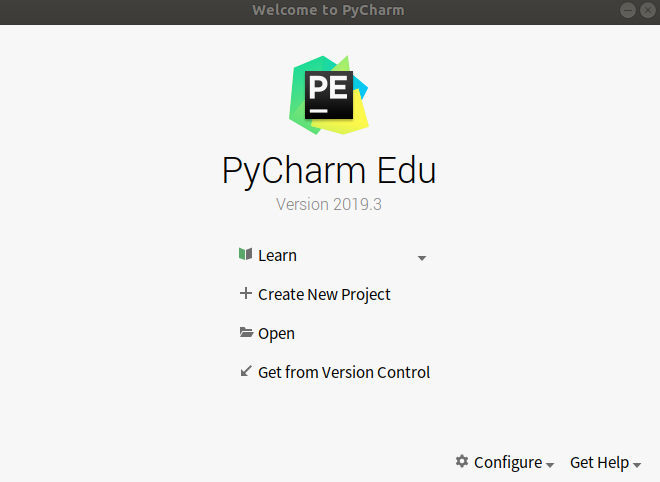 Welcome to PyCharm
PE
PyCharm Edu
Version 2019.3
Learn
Create New Project
Open
Get from Version Control
Configure Get Help